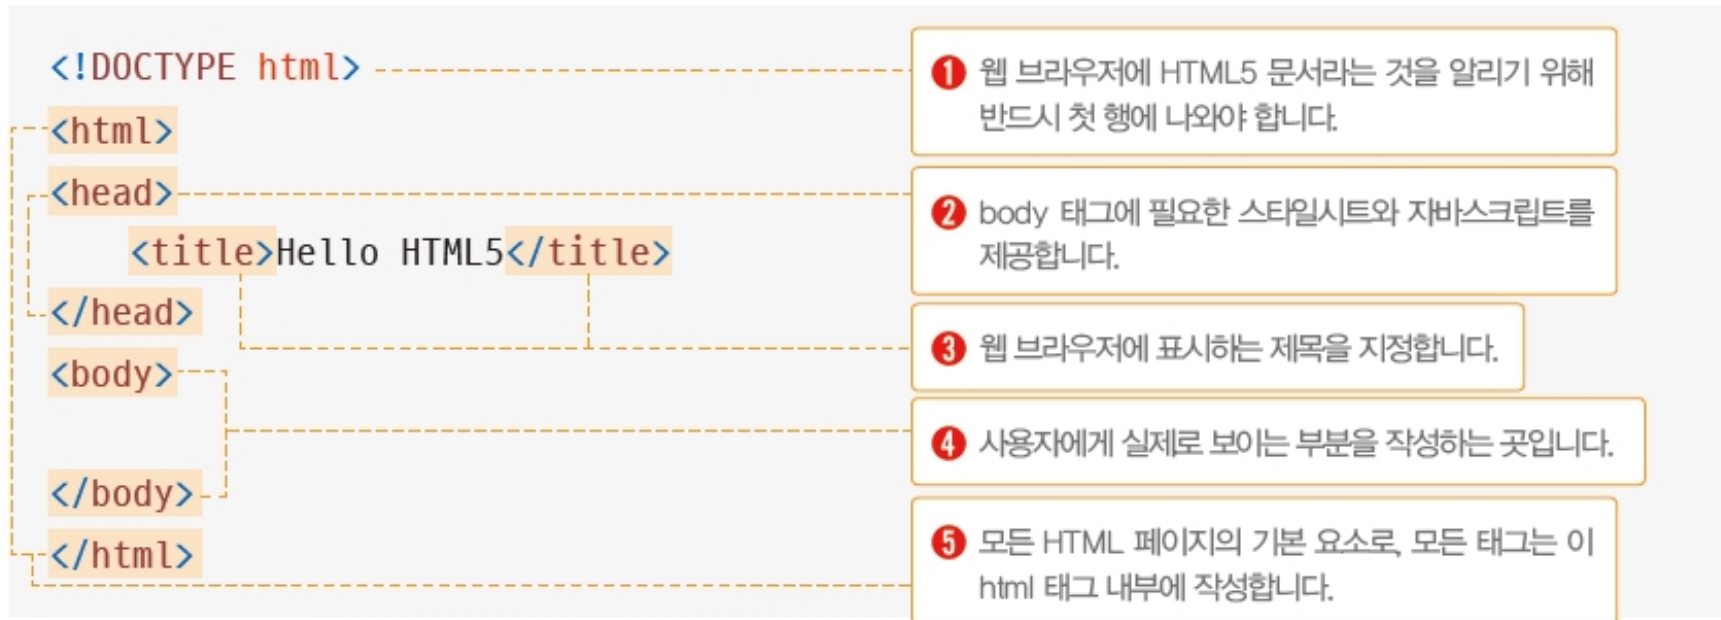 <!DOCTYPE html>
<html>
<head>
<title>Hello HTML5</title>
</head>
<body>
</body>
</html>
❶ 웹 브라우저에 HTML5 문서라는 것을 알리기 위해
반드시 첫 행에 나와야 합니다.
❷ body 태그에 필요한 스타일시트와 자바스크립트를
제공합니다.
❸ 웹 브라우저에 표시하는 제목을 지정합니다.
❹ 사용자에게 실제로 보이는 부분을 작성하는 곳입니다.
❺ 모든 HTML 페이지의 기본 요소로, 모든 태그는 이
html 태그 내부에 작성합니다.